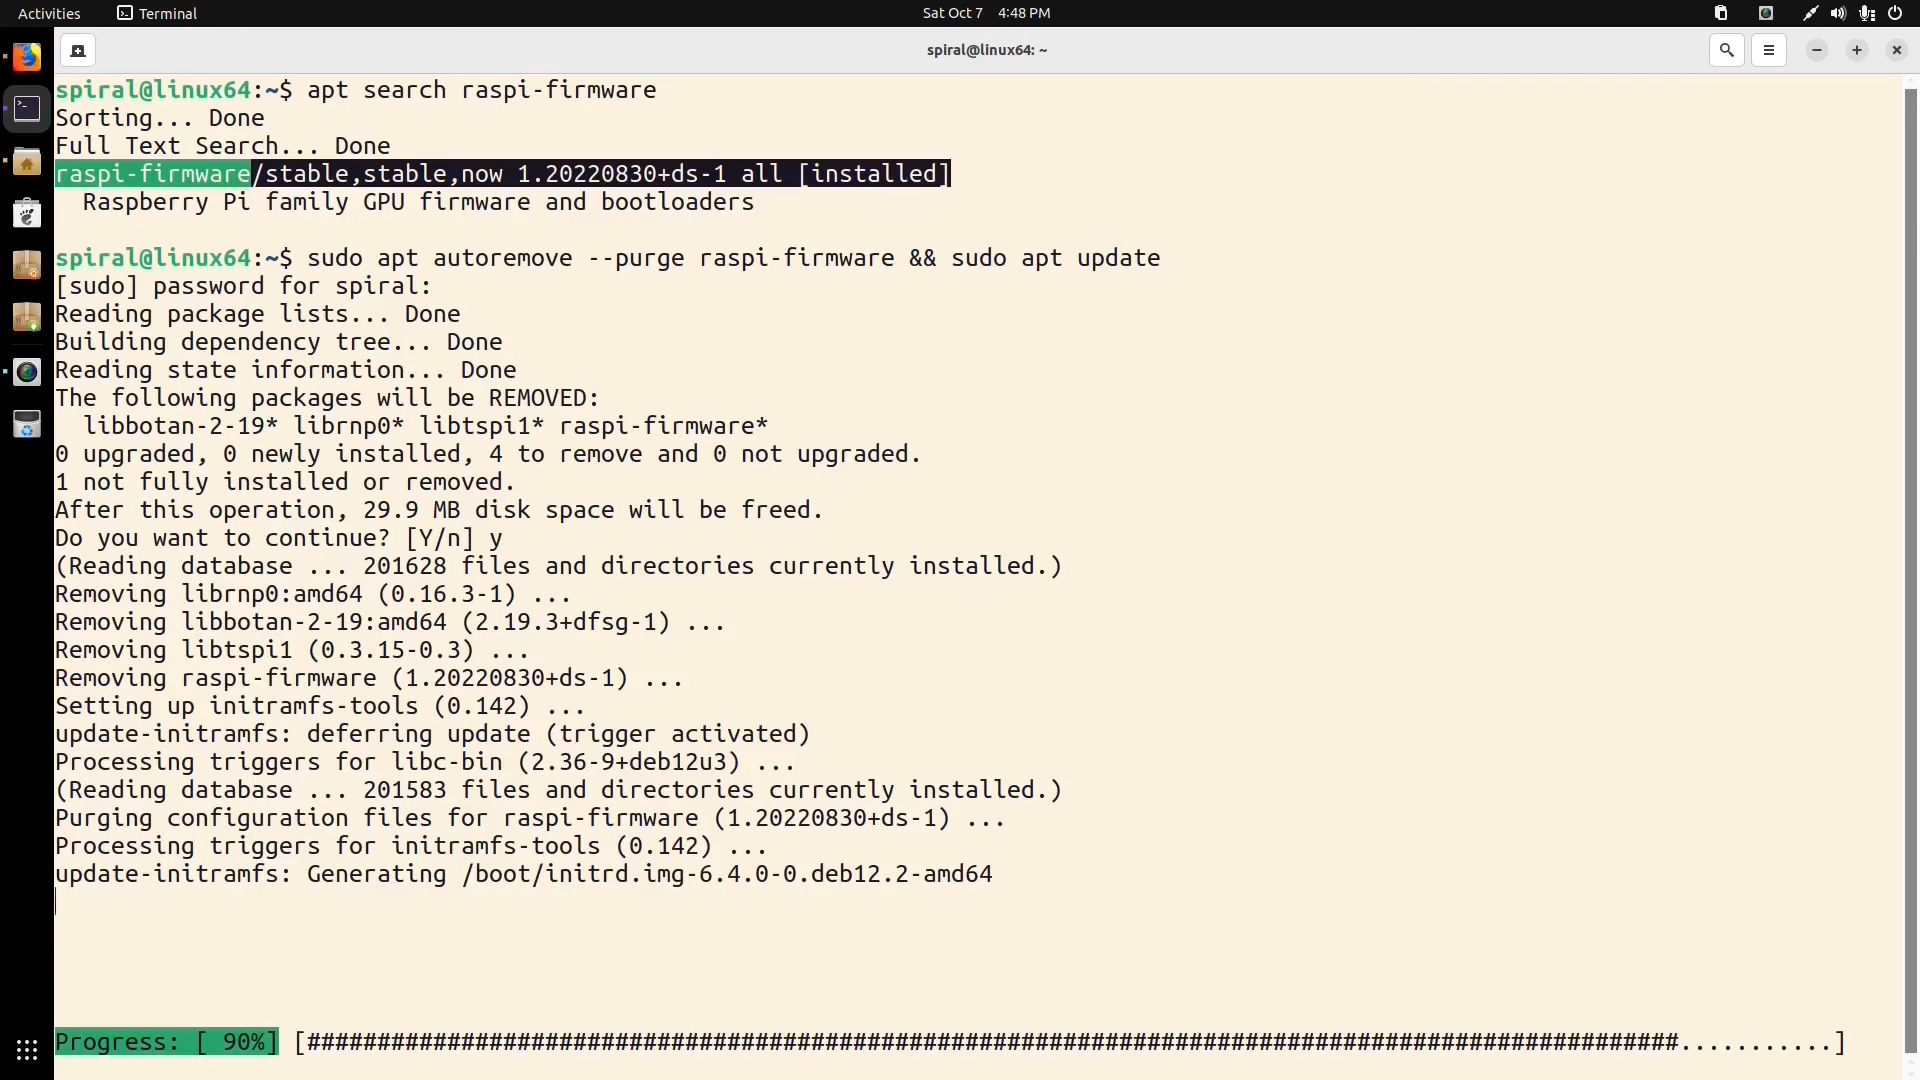 Activities
Terminal
Sat Oct 7 4:48 PM
spiral@linux64: ~
spiral@linux64:~$ apt search raspi-firmware
Sorting... Done
Full Text Search... Done
raspi-firmware/stable,stable,now 1.20220830+ds-1 all [installed]
  Raspberry Pi family GPU firmware and bootloaders
spiral@linux64:~$ sudo apt autoremove --purge raspi-firmware && sudo apt update
[sudo] password for spiral:
Reading package lists... Done
Building dependency tree... Done
Reading state information... Done
The following packages will be REMOVED:
  libbotan-2-19* librnp0* libtspi1* raspi-firmware*
0 upgraded, 0 newly installed, 4 to remove and 0 not upgraded.
1 not fully installed or removed.
After this operation, 29.9 MB disk space will be freed.
Do you want to continue? [Y/n] y
(Reading database ... 201628 files and directories currently installed.)
Removing librnp0:amd64 (0.16.3-1) ...
Removing libbotan-2-19:amd64 (2.19.3+dfsg-1) ...
Removing libtspi1 (0.3.15-0.3) ...
Removing raspi-firmware (1.20220830+ds-1) ...
Setting up initramfs-tools (0.142) ...
update-initramfs: deferring update (trigger activated)
Processing triggers for libc-bin (2.36-9+deb12u3) ...
(Reading database ... 201583 files and directories currently installed.)
Purging configuration files for raspi-firmware (1.20220830+ds-1) ...
Processing triggers for initramfs-tools (0.142) ...
update-initramfs: Generating /boot/initrd.img-6.4.0-0.deb12.2-amd64
Progress: [ 90%] [##################################################################################################...........]